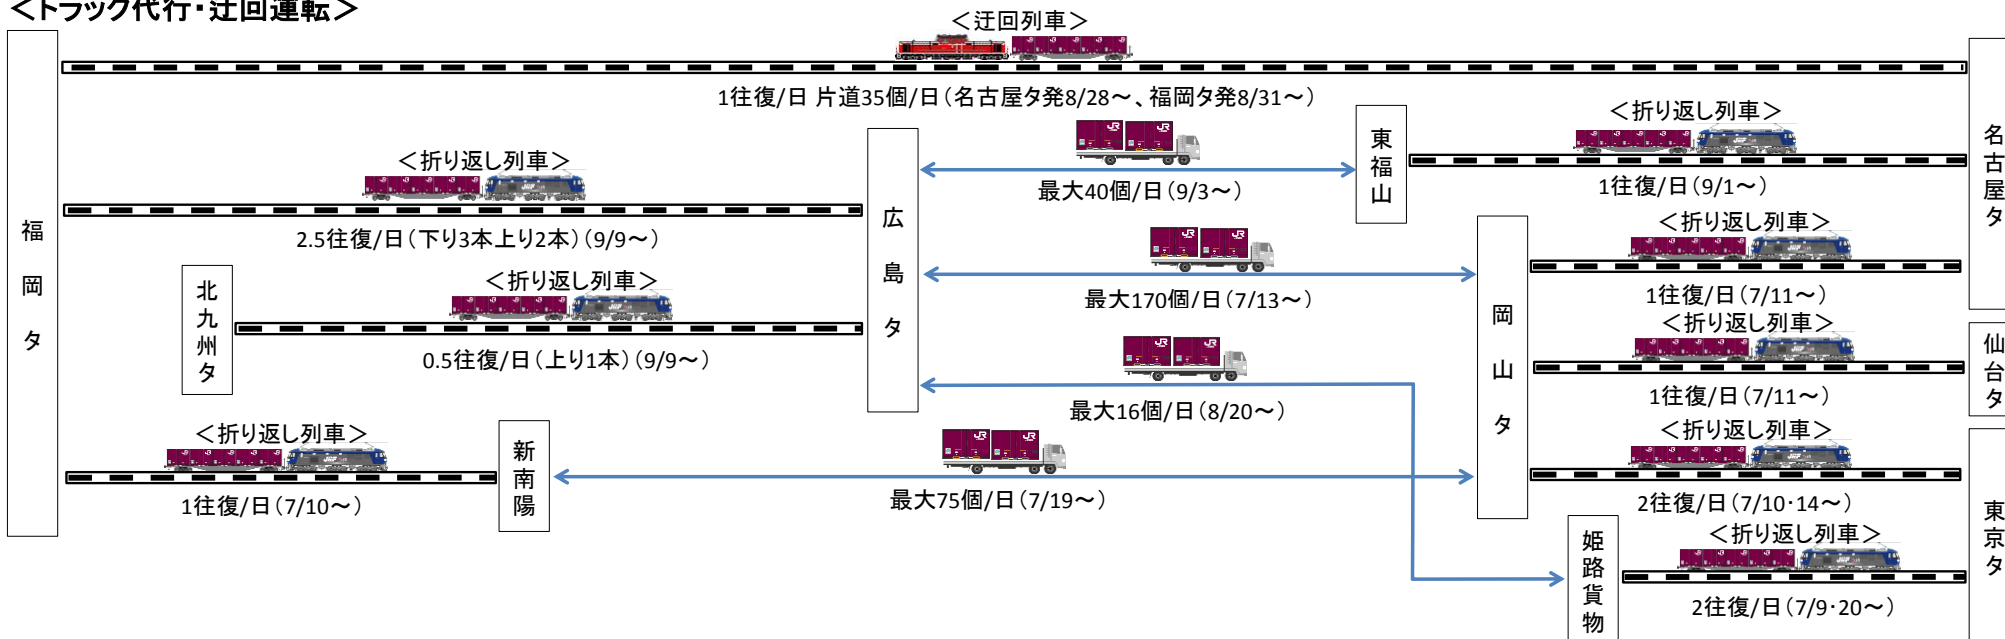 ＜トラック代行・迂回運転＞
＜迂回列車＞
1往復/日 片道35個/日（名古屋タ発8/28～、福岡タ発8/31～）
福岡タ
名古屋タ
＜折り返し列車＞
2.5往復/日（下り3本上り2本）（9/9～）
広島タ
最大40個/日（9/3～）
東福山
＜折り返し列車＞
1往復/日（9/1～）
北九州タ
＜折り返し列車＞
0.5往復/日（上り1本）（9/9～）
最大170個/日（7/13～）
岡山タ
＜折り返し列車＞
1往復/日（7/11～）
＜折り返し列車＞
1往復/日（7/11～）
仙台タ
最大16個/日（8/20～）
＜折り返し列車＞
1往復/日（7/10～）
新南陽
最大75個/日（7/19～）
＜折り返し列車＞
2往復/日（7/10・14～）
東京タ
姫路貨物
＜折り返し列車＞
2往復/日（7/9・20～）